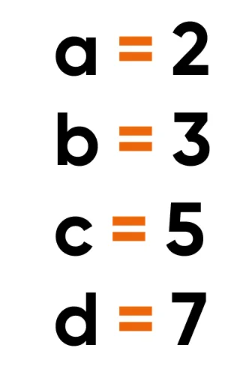 a = 2
b = 3
c = 5
d = 7